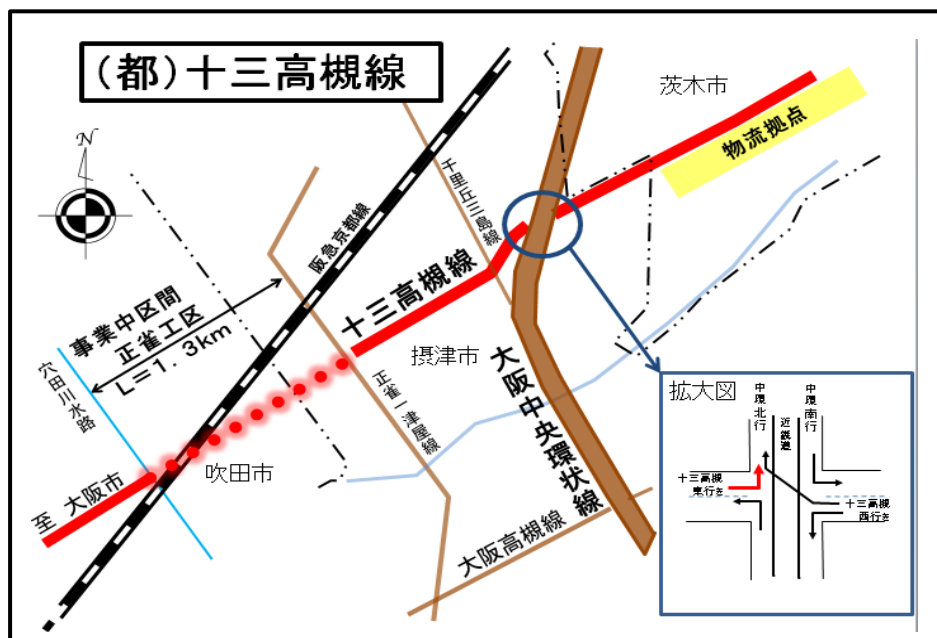 (都)十三高槻線
N
茨木市
物流拠点
千里丘三島線
阪急京都線
十三高槻線
事業中区間
正雀工区
L=1.3km
穴田川水路
摂津市
正雀一津屋線
大阪中央環状線
吹田市
至 大阪市
大阪高槻線
拡大図
中環北行
近畿道
中環南行
十三高槻
東行き
十三高槻
西行き